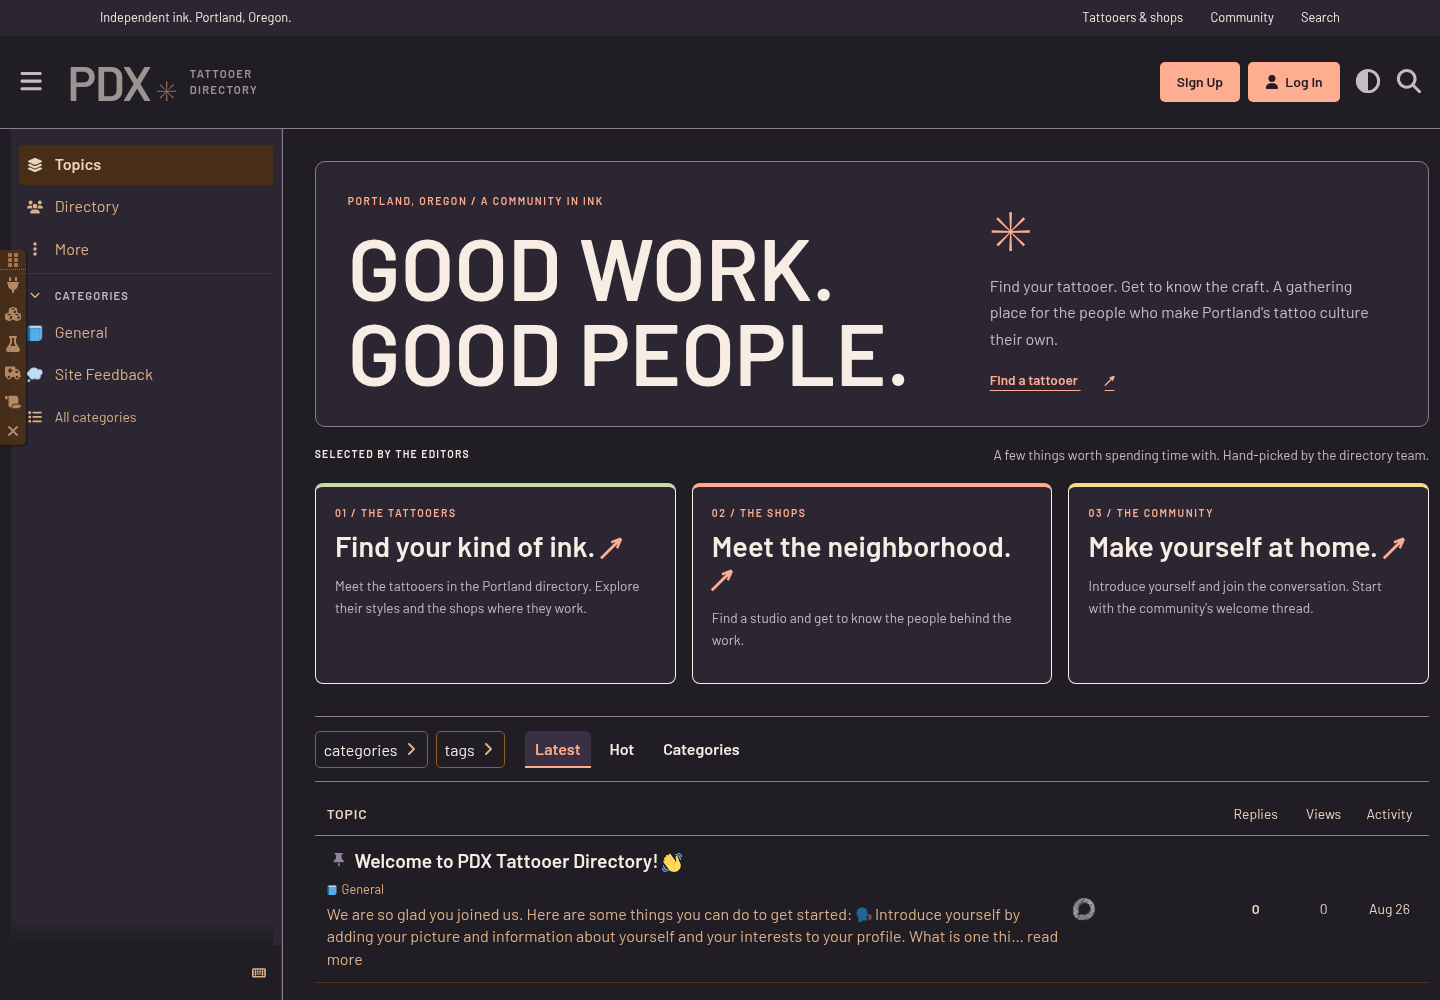 Independent ink. Portland, Oregon.
Tattooers & shops
Community
Search
PDX
TATTOOER
DIRECTORY
Sign Up
Log In
Topics
Directory
More
CATEGORIES
General
Site Feedback
All categories
PORTLAND, OREGON / A COMMUNITY IN INK
GOOD WORK.
GOOD PEOPLE.
Find your tattooer. Get to know the craft. A gathering
place for the people who make Portland's tattoo culture
their own.
Find a tattooer
SELECTED BY THE EDITORS
A few things worth spending time with. Hand-picked by the directory team.
01 / THE TATTOOERS
Find your kind of ink.
Meet the tattooers in the Portland directory. Explore
their styles and the shops where they work.
02 / THE SHOPS
Meet the neighborhood.
Find a studio and get to know the people behind the
work.
03 / THE COMMUNITY
Make yourself at home.
Introduce yourself and join the conversation. Start
with the community's welcome thread.
categories
tags
Latest
Hot
Categories
TOPIC
Replies
Views
Activity
Welcome to PDX Tattooer Directory!
General
We are so glad you joined us. Here are some things you can do to get started: Introduce yourself by
adding your picture and information about yourself and your interests to your profile. What is one thi… read
more
0
0
Aug 26